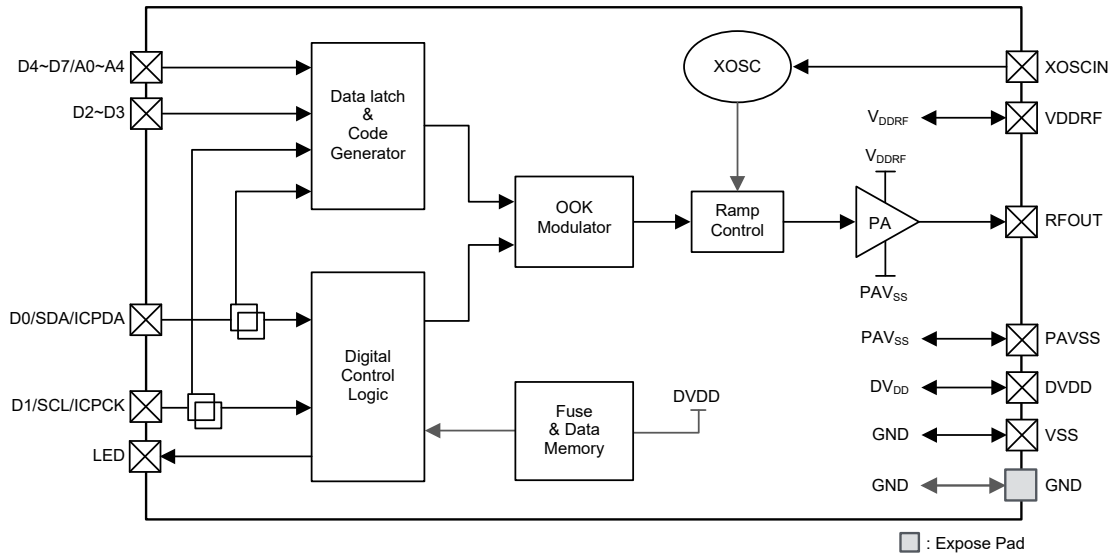 D4~D7/A0~A4
D2~D3
D0/SDA/ICPDA
D1/SCL/ICPCK
LED
Data latch
&
Code
Generator
Digital
Control
Logic
OOK
Modulator
Fuse
& Data
Memory
DVDD
XOSC
Ramp
Control
VDDRF
PA
PAVSS
VDDRF
PAVSS
DVDD
GND
GND
XOSCIN
VDDRF
RFOUT
PAVSS
DVDD
VSS
GND
: Expose Pad